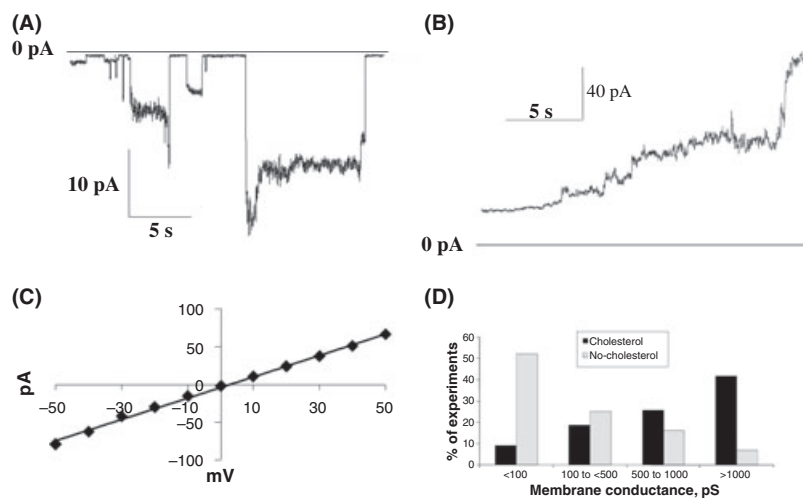 (A)
0 pA
10 pA
5 s
(B)
5 s
40 pA
0 pA
(C)
pA
100
50
0
−50
−100
−50
−30
−10
10
30
50
mV
(D)
% of experiments
60
50
40
30
20
10
0
Cholesterol
No-cholesterol
<100
100 to <500
500 to 1000
>1000
Membrane conductance, pS